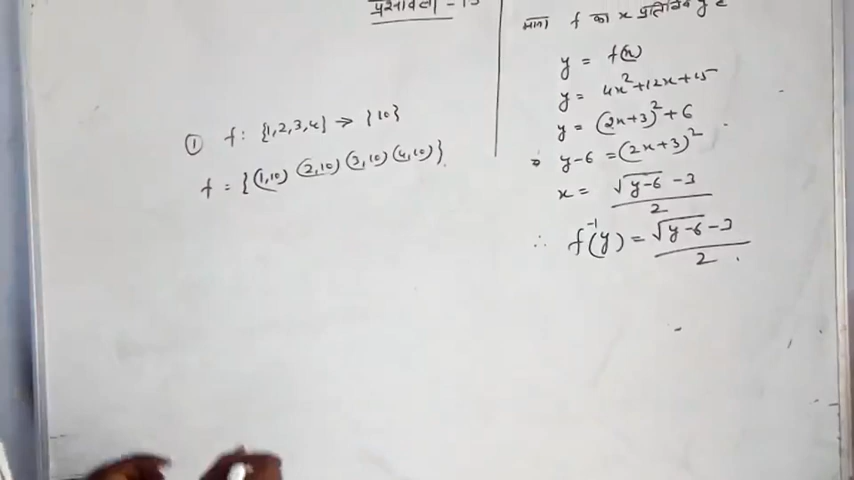 प्रश्नावली - 1.3
① f : {1,2,3,4} → {10}
f = {(1,10) (2,10) (3,10) (4,10)}
माना f का x प्रतिबिंब y है
y = f(x)
y = 4x²+12x+15
y = (2x+3)²+6
⇒ y-6 = (2x+3)²
x = √y-6 -3 / 2
∴ f⁻¹(y) = √y-6 -3 / 2